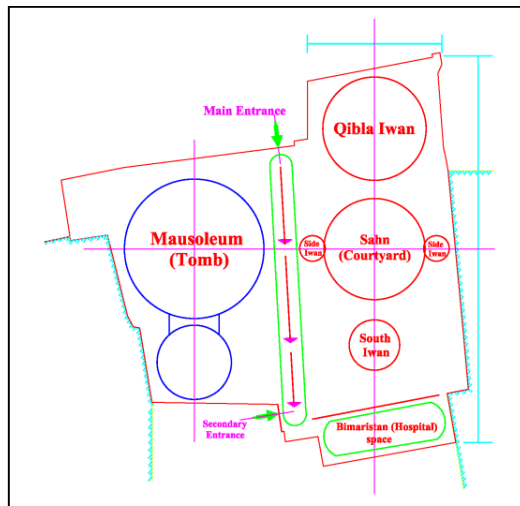 Main Entrance
Qibla Iwan
Mausoleum
(Tomb)
Side
Iwan
Sahn
(Courtyard)
Side
Iwan
South
Iwan
Secondary
Entrance
Bimaristan (Hospital)
space